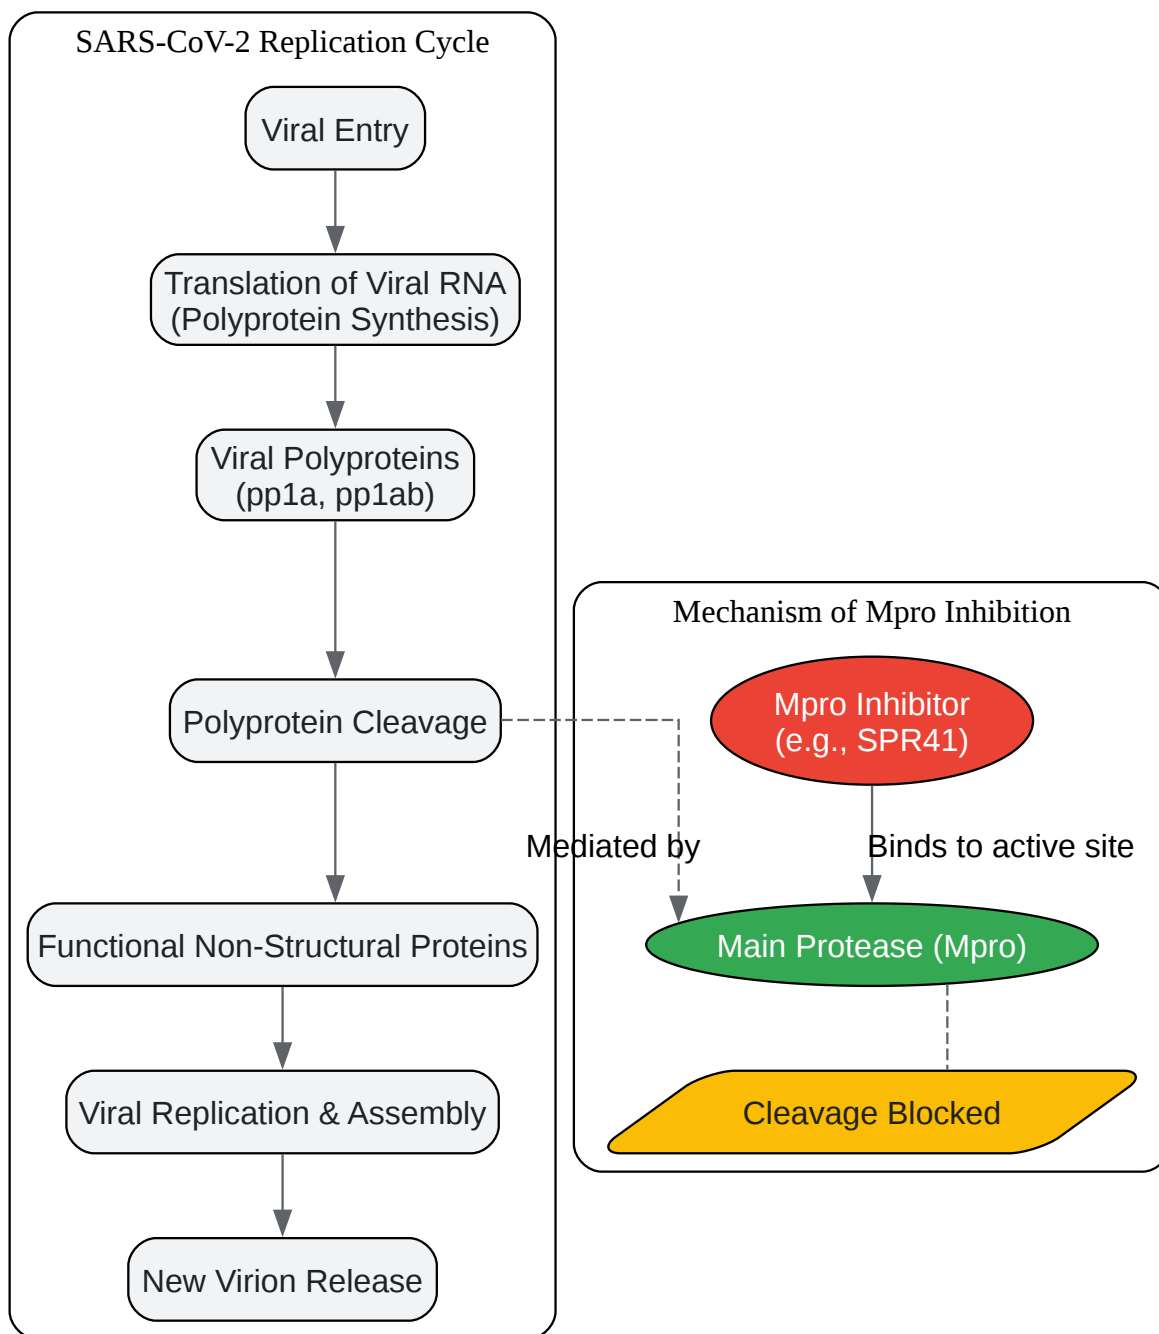 SARS-CoV-2 Replication Cycle
Viral Entry
Translation of Viral RNA
(Polyprotein Synthesis)
Viral Polyproteins
(pp1a, pp1ab)
Polyprotein Cleavage
Functional Non-Structural Proteins
Viral Replication & Assembly
New Virion Release
Mediated by
Mechanism of Mpro Inhibition
Mpro Inhibitor
(e.g., SPR41)
Binds to active site
Main Protease (Mpro)
Cleavage Blocked